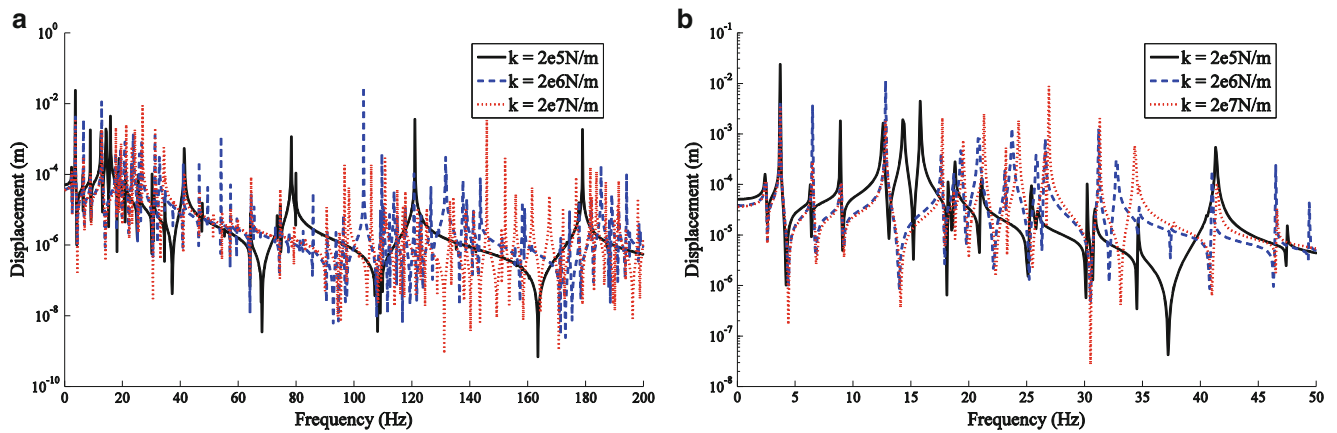 a
10^0
10^-2
10^-4
10^-6
10^-8
10^-10
Displacement (m)
k = 2e5N/m
k = 2e6N/m
k = 2e7N/m
0 20 40 60 80 100 120 140 160 180 200
Frequency (Hz)
b
10^-1
10^-2
10^-3
10^-4
10^-5
10^-6
10^-7
10^-8
Displacement (m)
k = 2e5N/m
k = 2e6N/m
k = 2e7N/m
0 5 10 15 20 25 30 35 40 45 50
Frequency (Hz)